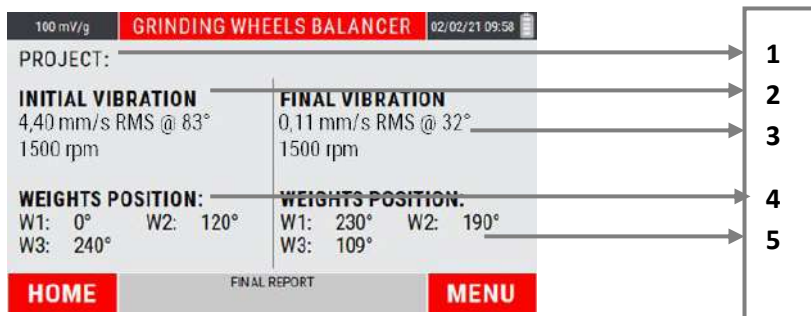 100 mV/g GRINDING WHEELS BALANCER 02/02/21 09:58
PROJECT:
INITIAL VIBRATION
4,40 mm/s RMS @ 83°
1500 rpm
FINAL VIBRATION
0,11 mm/s RMS @ 32°
1500 rpm
WEIGHTS POSITION:
W1: 0° W2: 120°
W3: 240°
WEIGHTS POSITION:
W1: 230° W2: 190°
W3: 109°
HOME FINAL REPORT MENU
1
2
3
4
5